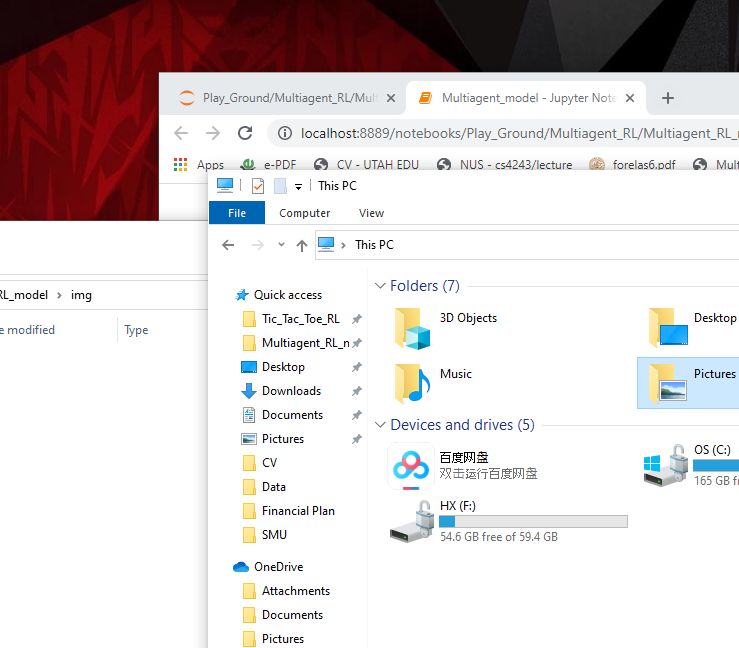 Play_Ground/Multiagent_RL/Mult
Multiagent_model - Jupyter Note
localhost:8889/notebooks/Play_Ground/Multiagent_RL/Multiagent_RL_
Apps
e-PDF
CV - UTAH EDU
NUS - cs4243/lecture
forelas6.pdf
Mult
This PC
File
Computer
View
This PC
RL_model
img
e modified
Type
Quick access
Tic_Tac_Toe_RL
Multiagent_RL_n
Desktop
Downloads
Documents
Pictures
CV
Data
Financial Plan
SMU
OneDrive
Attachments
Documents
Pictures
Folders (7)
3D Objects
Desktop
Music
Pictures
Devices and drives (5)
百度网盘
双击运行百度网盘
OS (C:)
165 GB f
HX (F:)
54.6 GB free of 59.4 GB